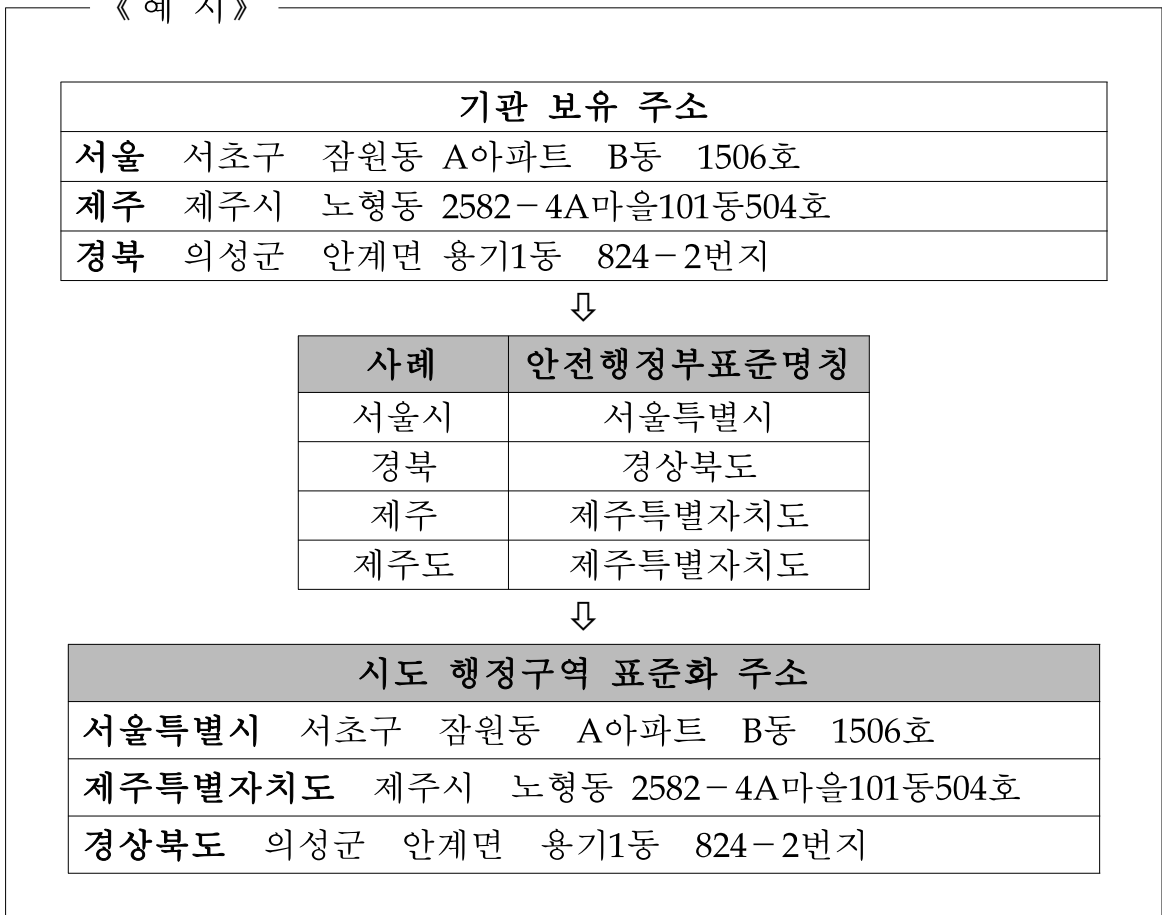 《예 시》
기관 보유 주소
서울 서초구 잠원동 A아파트 B동 1506호
제주 제주시 노형동 2582-4A마을101동504호
경북 의성군 안계면 용기1동 824-2번지
⇩
사례 안전행정부표준명칭
서울시 서울특별시
경북 경상북도
제주 제주특별자치도
제주도 제주특별자치도
⇩
시도 행정구역 표준화 주소
서울특별시 서초구 잠원동 A아파트 B동 1506호
제주특별자치도 제주시 노형동 2582-4A마을101동504호
경상북도 의성군 안계면 용기1동 824-2번지